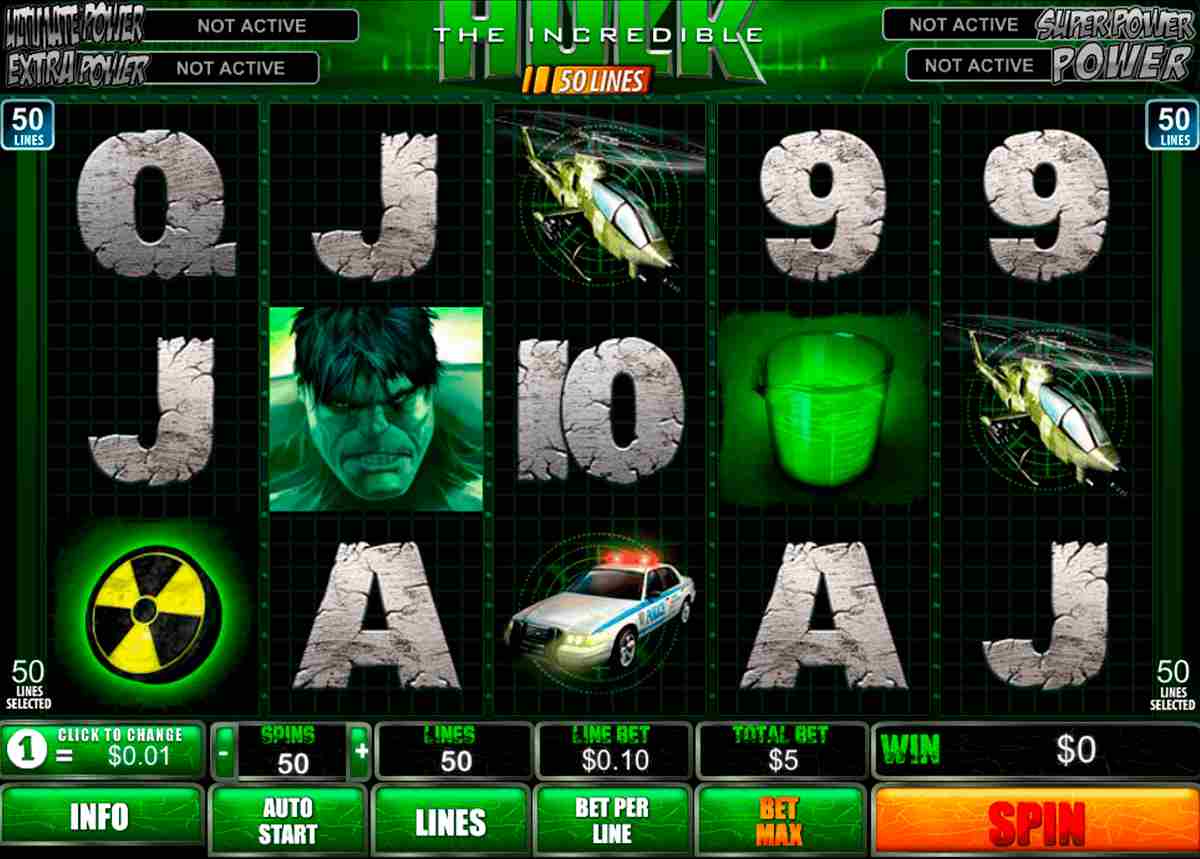 ULTIMATE POWER NOT ACTIVE
EXTRA POWER NOT ACTIVE
HULK
THE INCREDIBLE
50 LINES
NOT ACTIVE SUPER POWER
NOT ACTIVE POWER
50
LINES
50
LINES
Q J 9 9
J 10
POLICE
A A J
50
LINES
SELECTED
50
LINES
SELECTED
1 CLICK TO CHANGE
= $0.01
- SPINS +
50
LINES
50
LINE BET
$0.10
TOTAL BET
$5
WIN $0
INFO
AUTO
START
LINES
BET PER
LINE
BET
MAX
SPIN